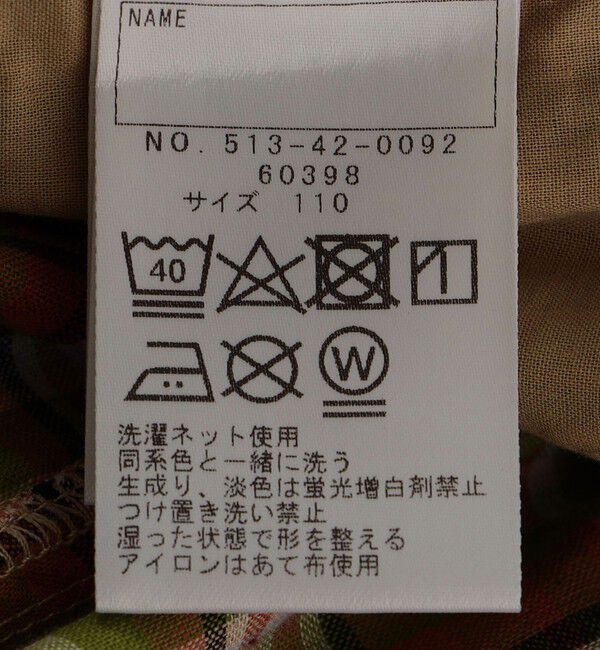 NAME
NO. 513-42-0092
60398
サイズ 110
40
W
洗濯ネット使用
同系色と一緒に洗う
生成り、淡色は蛍光増白剤禁止
つけ置き洗い禁止
湿った状態で形を整える
アイロンはあて布使用